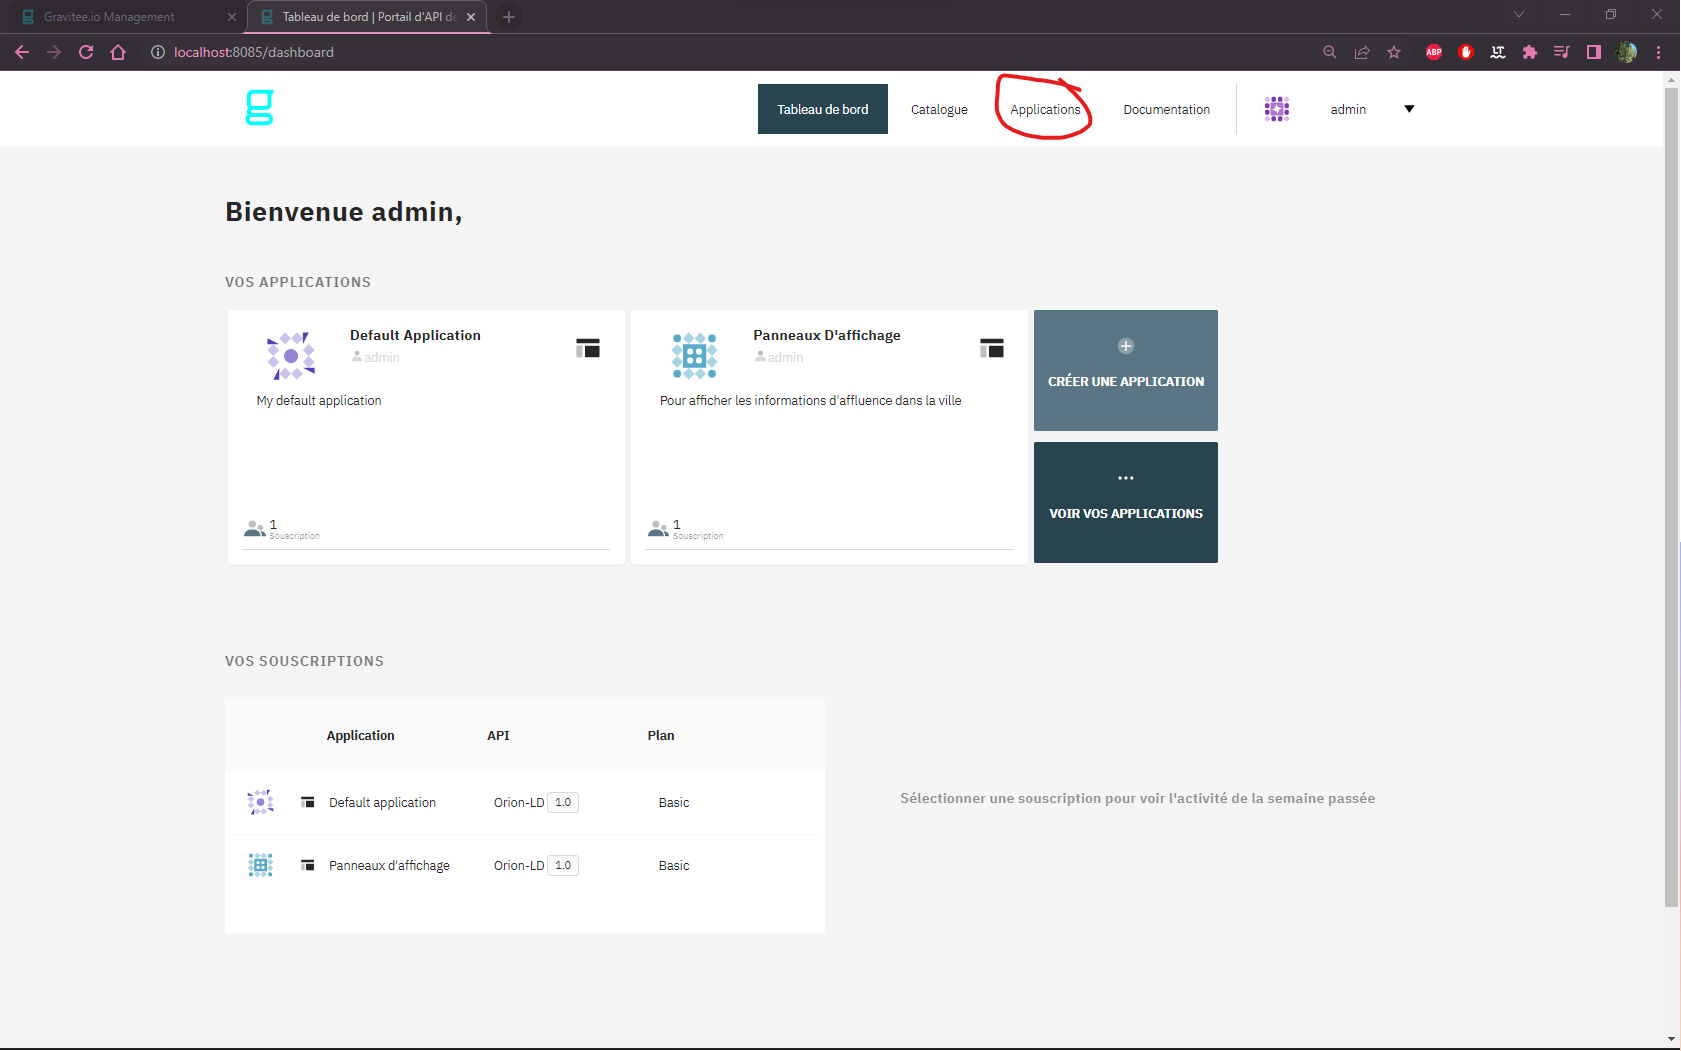 Gravitee.io Management
Tableau de bord | Portail d'API de
localhost:8085/dashboard
ABP
LT
g
Tableau de bord
Catalogue
Applications
Documentation
admin
Bienvenue admin,
VOS APPLICATIONS
Default Application
admin
My default application
1
Souscription
Panneaux D'affichage
admin
Pour afficher les informations d'affluence dans la ville
1
Souscription
CRÉER UNE APPLICATION
VOIR VOS APPLICATIONS
VOS SOUSCRIPTIONS
Application API Plan
Default application Orion-LD 1.0 Basic
Panneaux d'affichage Orion-LD 1.0 Basic
Sélectionner une souscription pour voir l'activité de la semaine passée